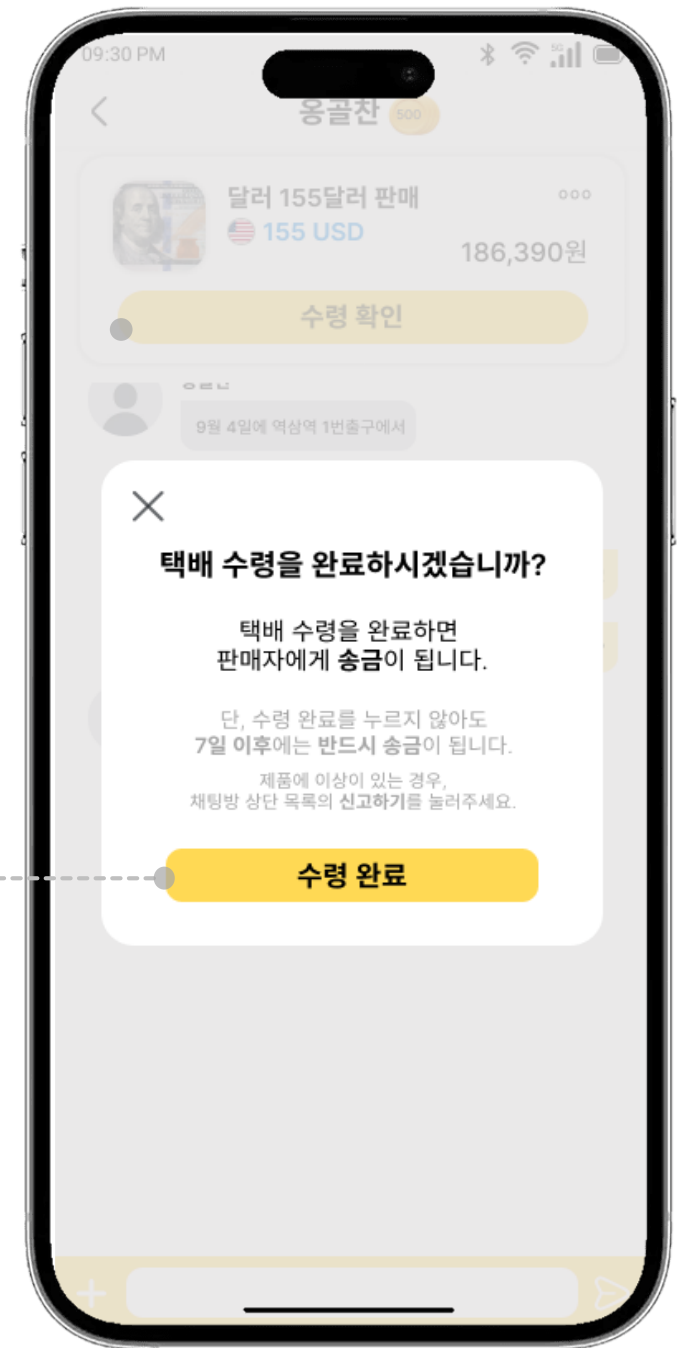 09:30 PM
5G
옹골찬 500
달러 155달러 판매
155 USD
186,390원
수령 확인
9월 4일에 역삼역 1번출구에서
택배 수령을 완료하시겠습니까?
택배 수령을 완료하면
판매자에게 송금이 됩니다.
단, 수령 완료를 누르지 않아도
7일 이후에는 반드시 송금이 됩니다.
제품에 이상이 있는 경우,
채팅방 상단 목록의 신고하기를 눌러주세요.
수령 완료